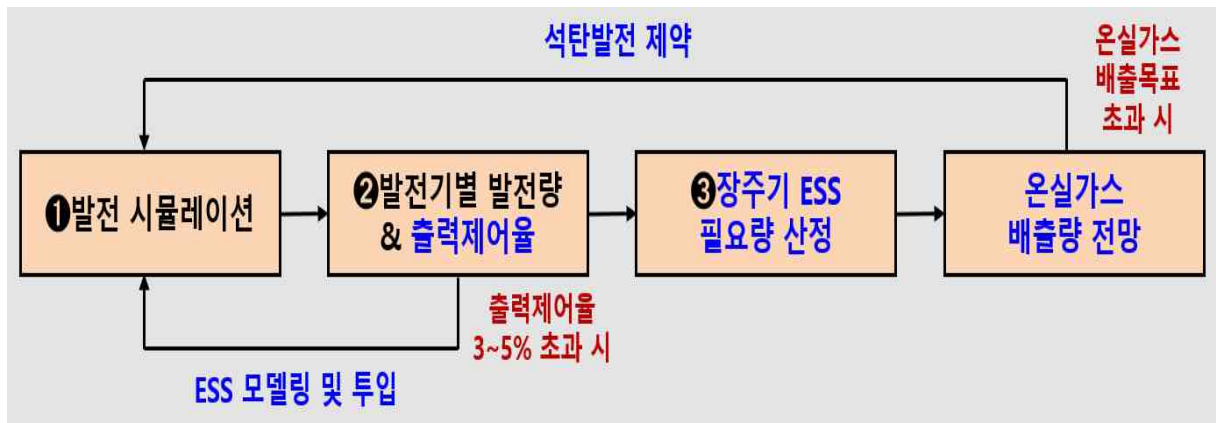 석탄발전 제약
온실가스
배출목표
초과 시
❶발전 시뮬레이션
❷발전기별 발전량
& 출력제어율
❸장주기 ESS
필요량 산정
온실가스
배출량 전망
출력제어율
3~5% 초과 시
ESS 모델링 및 투입